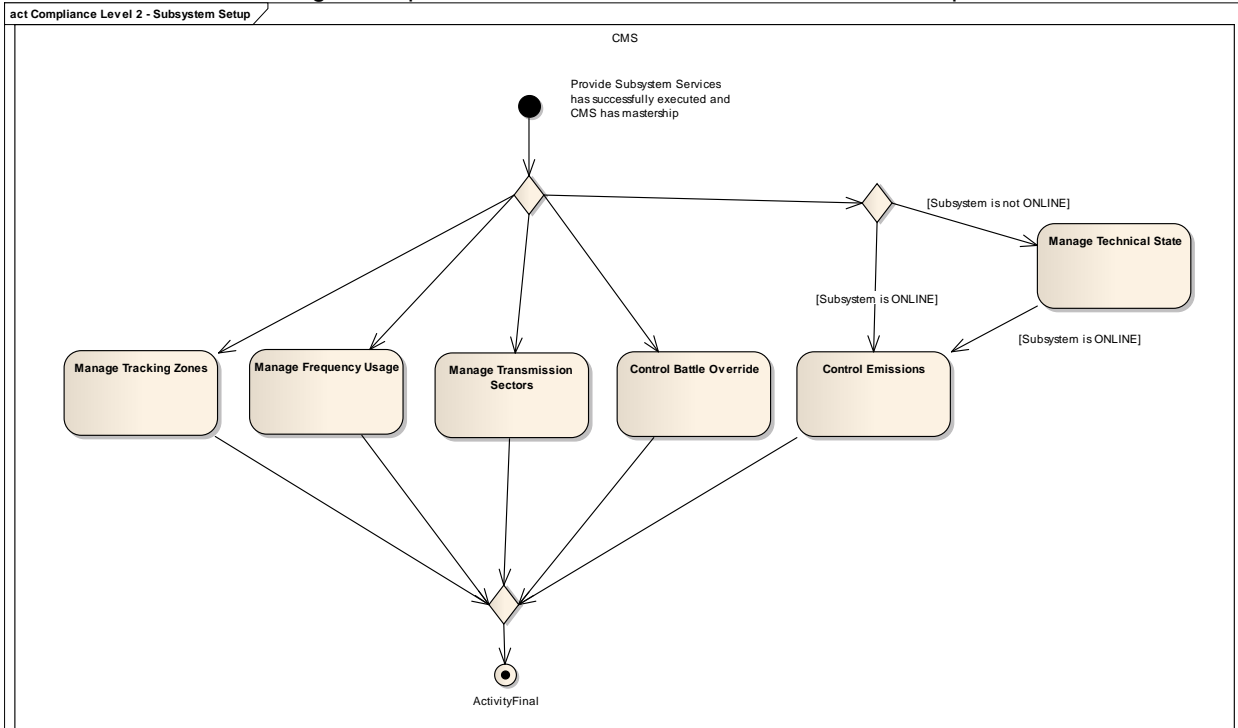 act Compliance Level 2 - Subsystem Setup
CMS
Provide Subsystem Services
has successfully executed and
CMS has mastership
[Subsystem is not ONLINE]
Manage Technical State
[Subsystem is ONLINE]
[Subsystem is ONLINE]
Manage Tracking Zones
Manage Frequency Usage
Manage Transmission
Sectors
Control Battle Override
Control Emissions
ActivityFinal